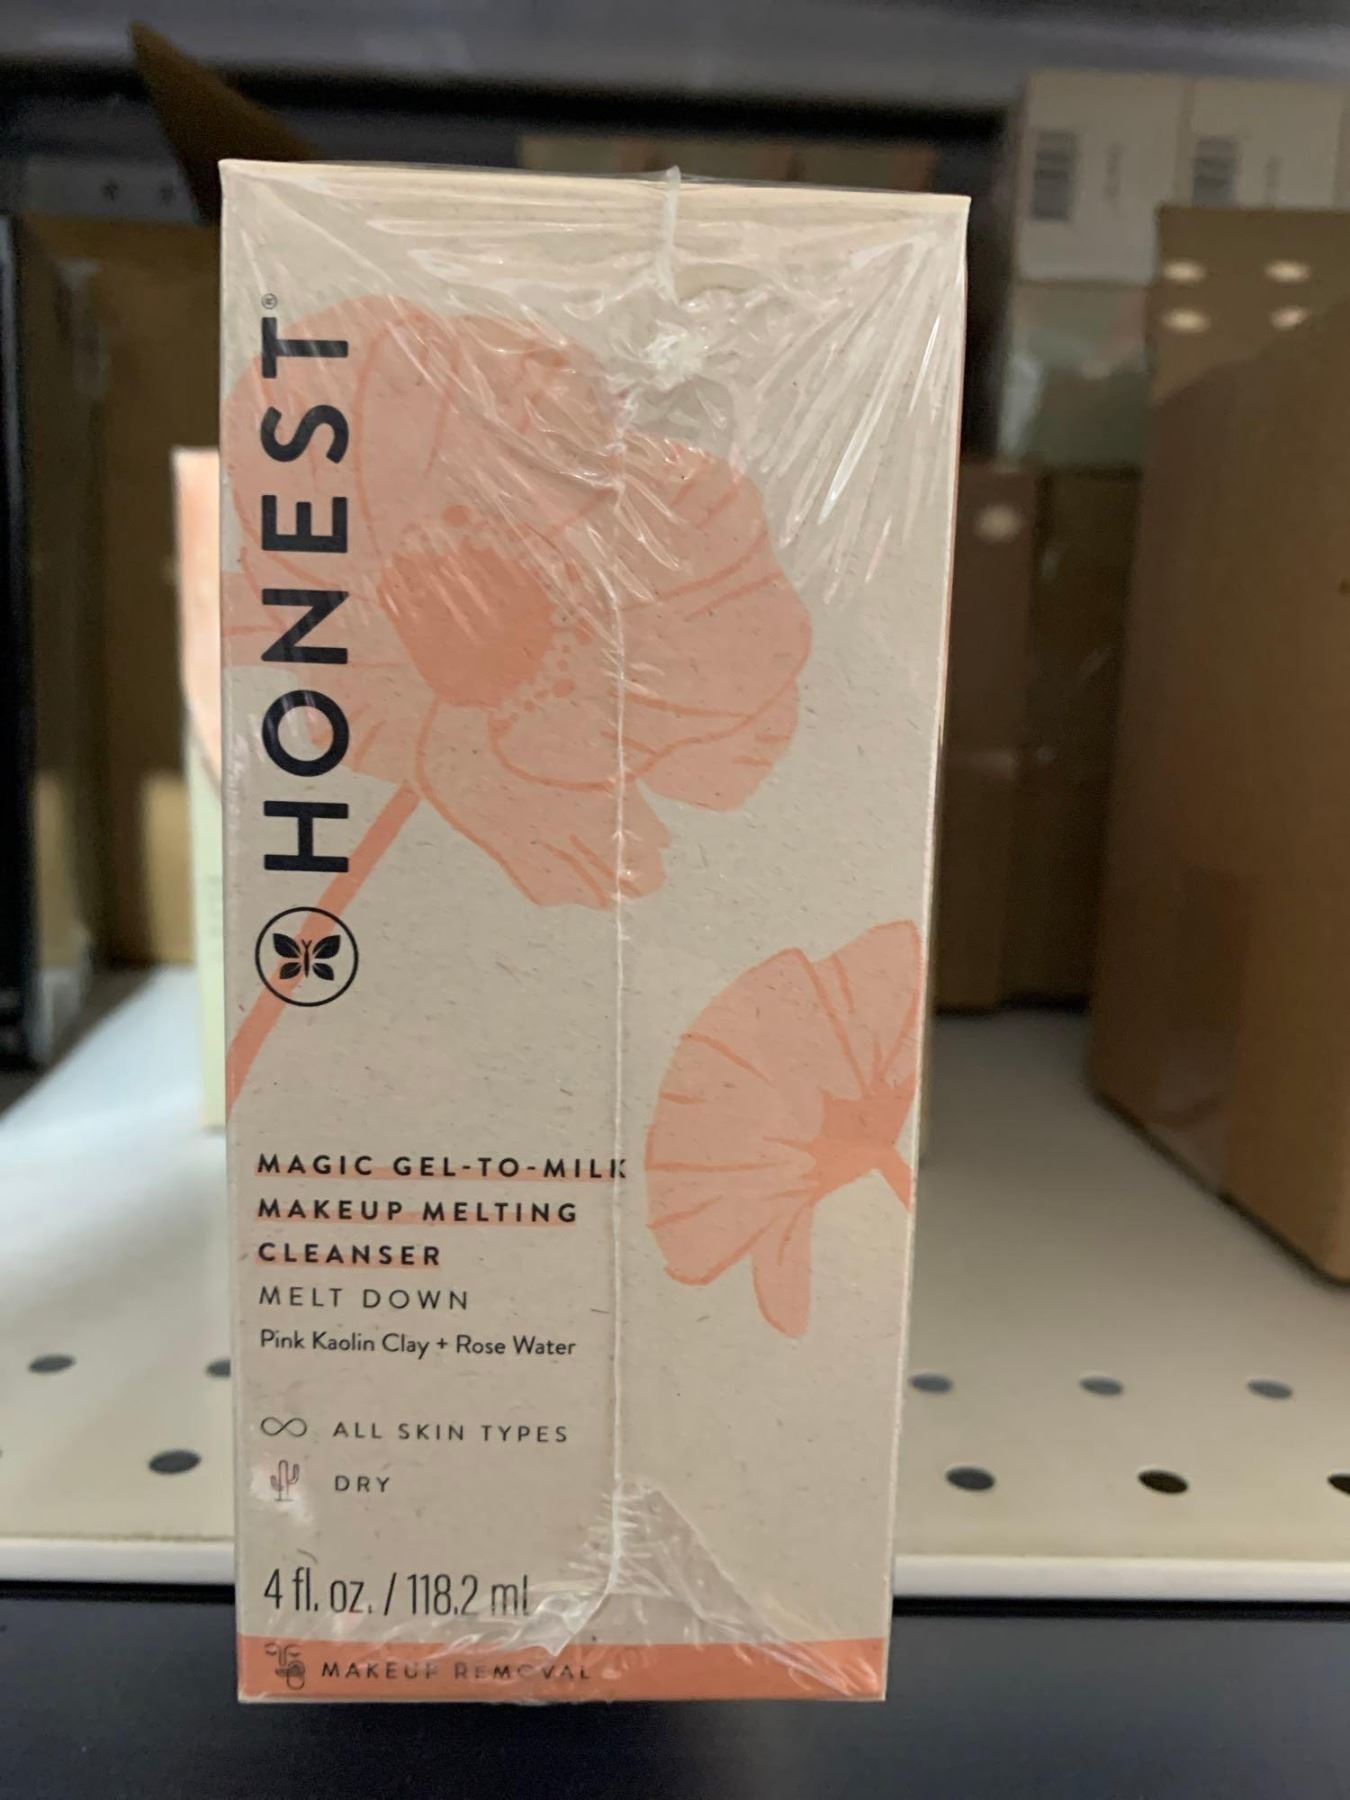 HONEST®
MAGIC GEL-TO-MILK
MAKEUP MELTING
CLEANSER
MELT DOWN
Pink Kaolin Clay + Rose Water
ALL SKIN TYPES
DRY
4 fl. oz. / 118.2 ml
MAKEUP REMOVAL